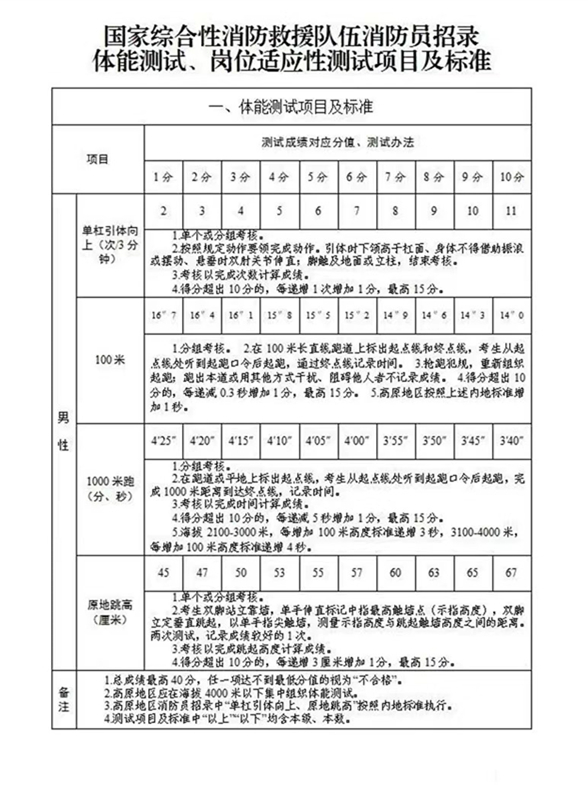 国家综合性消防救援队伍消防员招录
体能测试、岗位适应性测试项目及标准
一、体能测试项目及标准
项目
测试成绩对应分值、测试办法
1分 2分 3分 4分 5分 6分 7分 8分 9分 10分
男性
单杠引体向
上（次/3分
钟）
2 3 4 5 6 7 8 9 10 11
1.单个或分组考核。
2.按照规定动作要领完成动作。引体时下颌高于杠面、身体不得借助振浪
或摆动、悬垂时双肘关节伸直；脚触及地面或立柱，结束考核。
3.考核以完成次数计算成绩。
4.得分超出10分的，每递增1次增加1分，最高15分。
100米
16″7 16″4 16″1 15″8 15″5 15″2 14″9 14″6 14″3 14″0
1.分组考核。 2.在100米长直线跑道上标出起点线和终点线，考生从起
点线处听到起跑口令后起跑，通过终点线记录时间。 3.抢跑犯规，重新组织
起跑；跑出本道或用其他方式干扰、阻碍他人者不记录成绩。 4.得分超出10
分的，每递减0.3秒增加1分，最高15分。 5.高原地区按照上述内地标准增
加1秒。
1000米跑
（分、秒）
4′25″ 4′20″ 4′15″ 4′10″ 4′05″ 4′00″ 3′55″ 3′50″ 3′45″ 3′40″
1.分组考核。
2.在跑道或平地上标出起点线，考生从起点线处听到起跑口令后起跑，完
成1000米距离到达终点线，记录时间。
3.考核以完成时间计算成绩。
4.得分超出10分的，每递减5秒增加1分，最高15分。
5.海拔2100-3000米，每增加100米高度标准递增3秒，3100-4000米，
每增加100米高度标准递增4秒。
原地跳高
（厘米）
45 47 50 53 55 57 60 63 65 67
1.单个或分组考核。
2.考生双脚站立靠墙，单手伸直标记中指最高触墙点（示指高度），双脚
立定垂直跳起，以单手指尖触墙，测量示指高度与跳起触墙高度之间的距离。
两次测试，记录成绩较好的1次。
3.考核以完成跳起高度计算成绩。
4.得分超出10分的，每递增3厘米增加1分，最高15分。
备注
1.总成绩最高40分，任一项达不到最低分值的视为“不合格”。
2.高原地区应在海拔4000米以下集中组织体能测试。
3.高原地区消防员招录中“单杠引体向上、原地跳高”按照内地标准执行。
4.测试项目及标准中“以上”“以下”均含本级、本数。